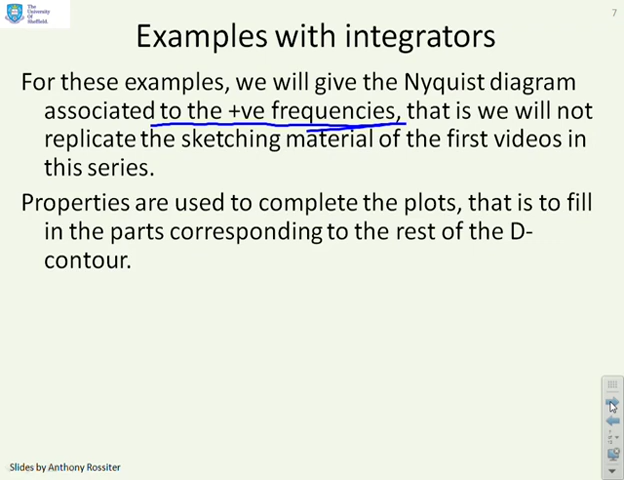 The
University
Of
Sheffield.
7
Examples with integrators
For these examples, we will give the Nyquist diagram
associated to the +ve frequencies, that is we will not
replicate the sketching material of the first videos in
this series.
Properties are used to complete the plots, that is to fill
in the parts corresponding to the rest of the D-
contour.
Slides by Anthony Rossiter